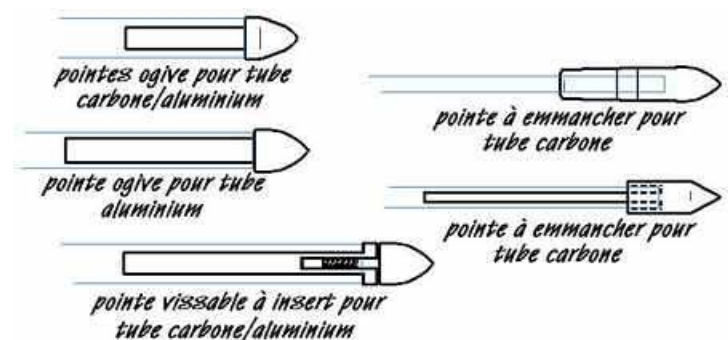 pointes ogive pour tube
carbone/aluminium
pointe ogive pour tube
aluminium
pointe vissable à insert pour
tube carbone/aluminium
pointe à emmancher pour
tube carbone
pointe à emmancher pour
tube carbone